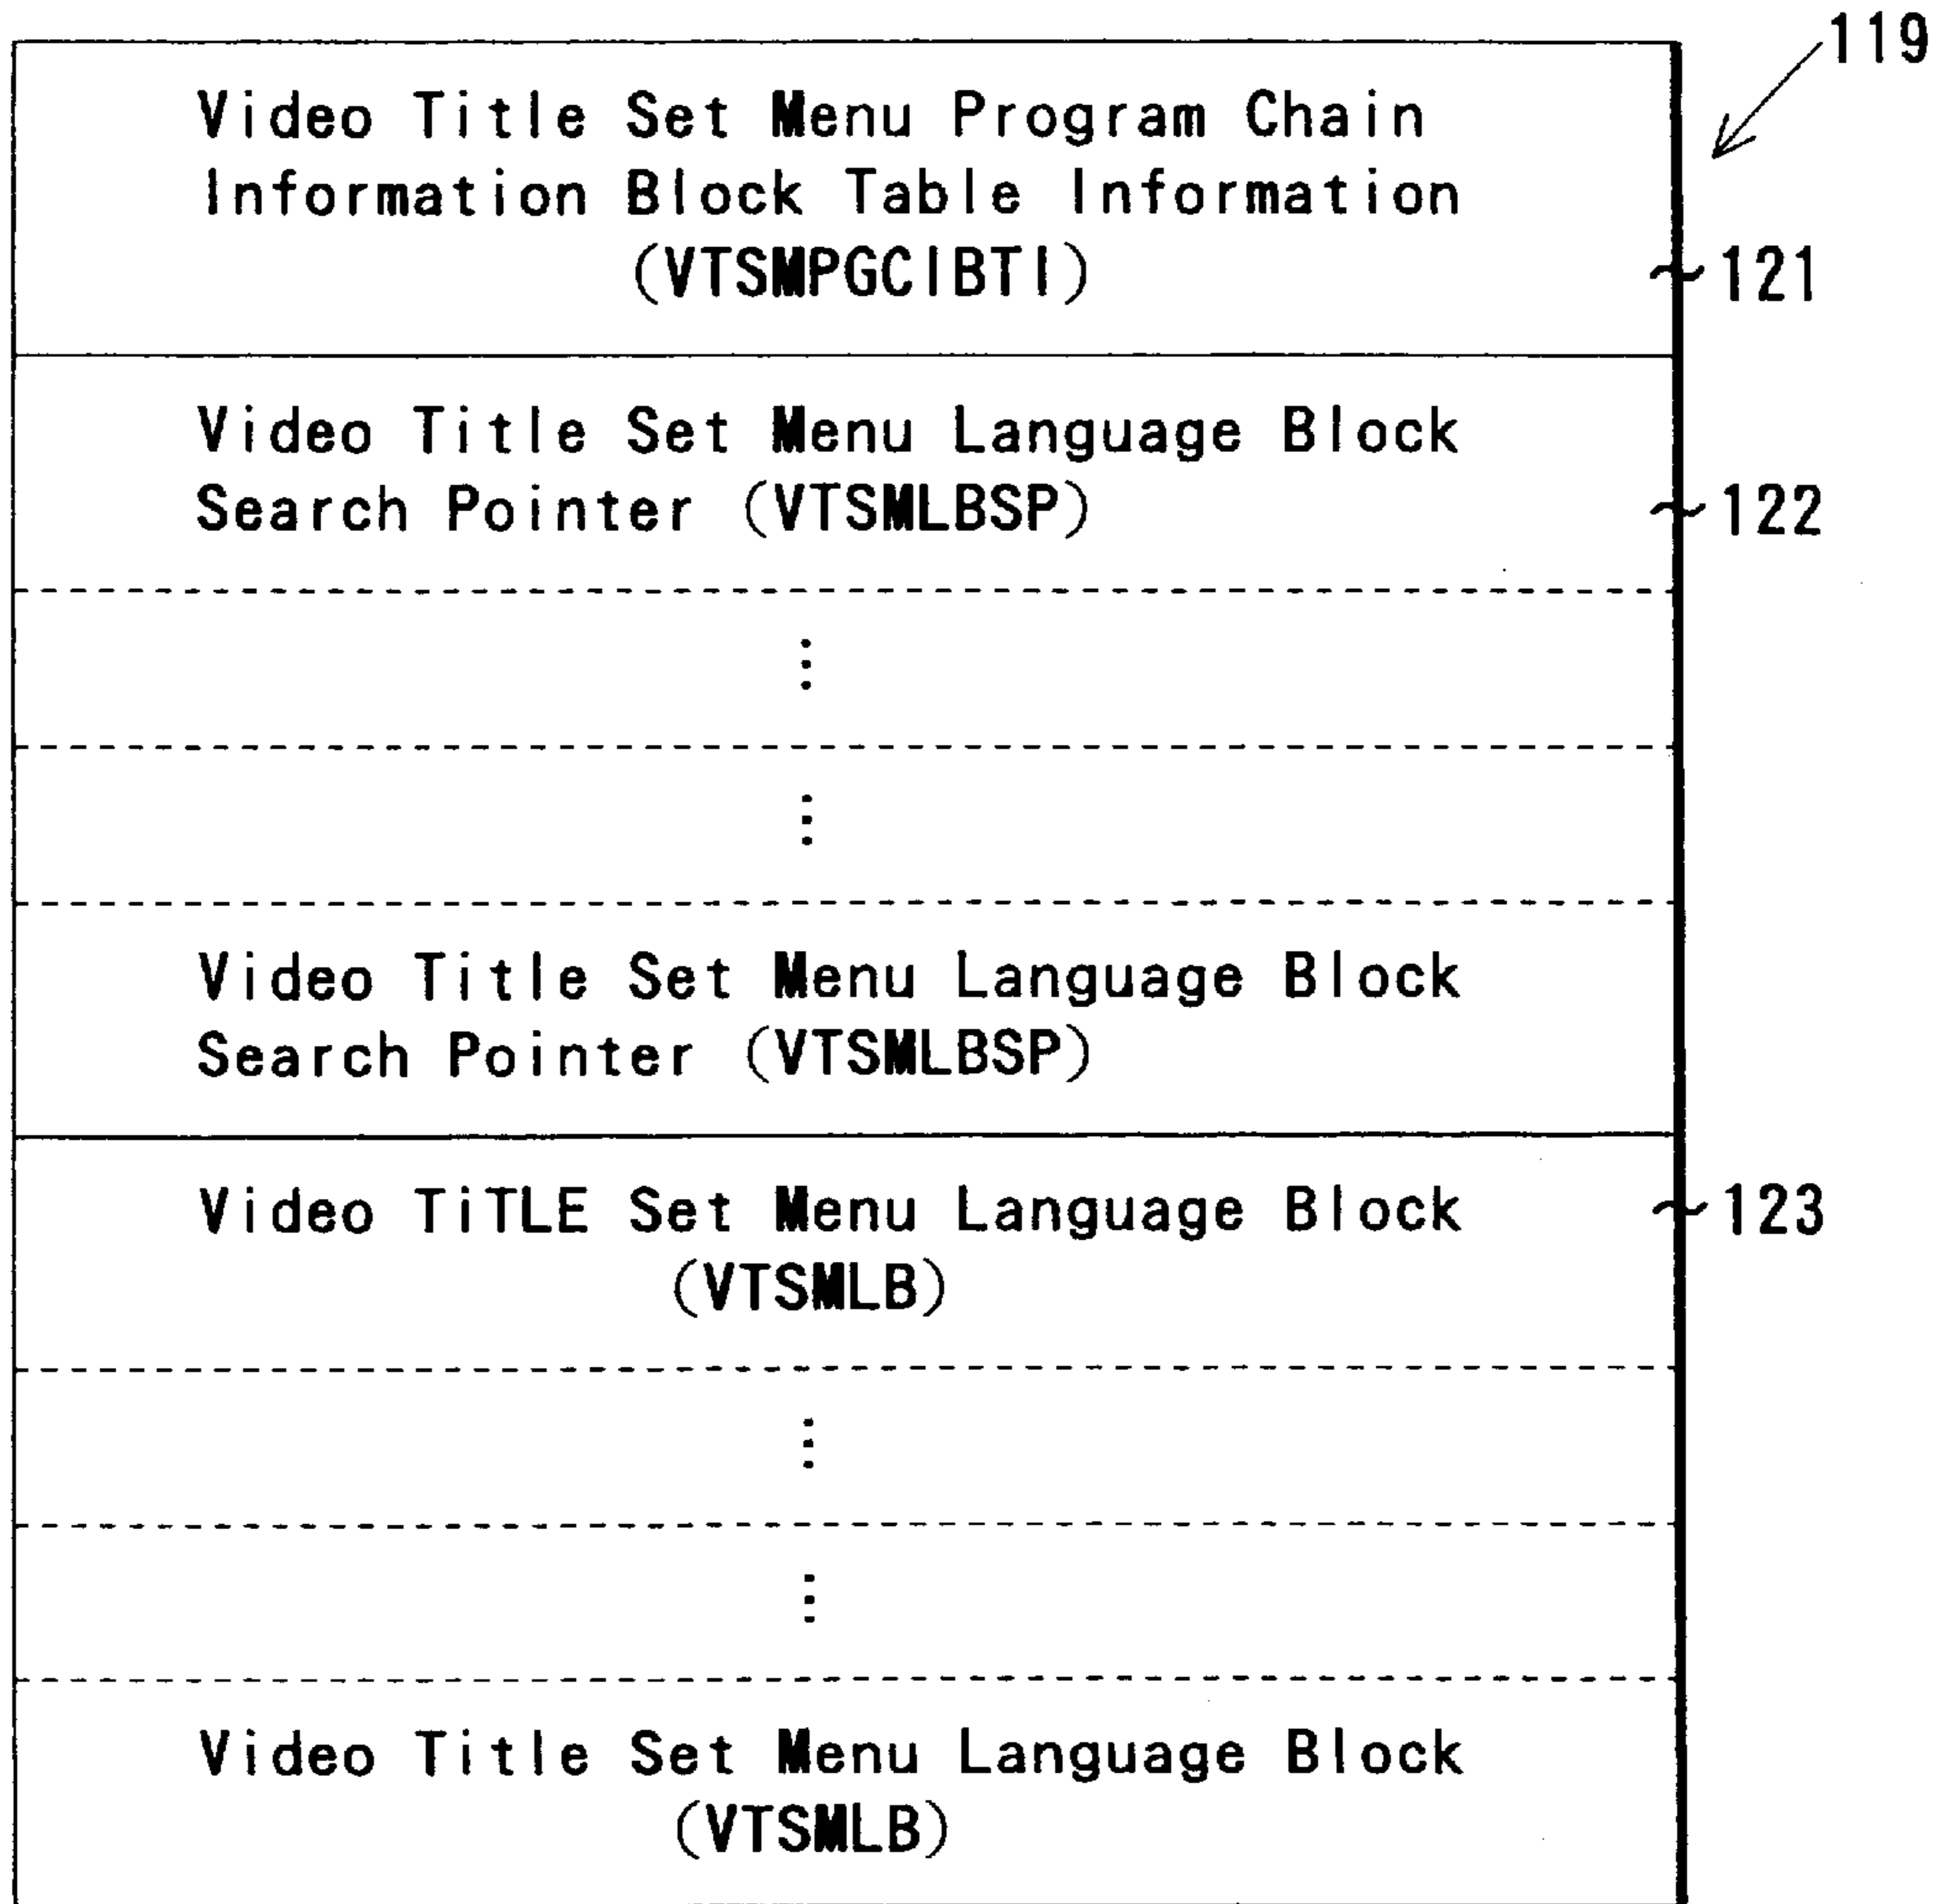 119
Video Title Set Menu Program Chain
Information Block Table Information
(VTSMPGCIBTI)
121
Video Title Set Menu Language Block
Search Pointer (VTSMLBSP)
122
Video Title Set Menu Language Block
Search Pointer (VTSMLBSP)
Video TiTLE Set Menu Language Block
123
(VTSMLB)
Video Title Set Menu Language Block
(VTSMLB)